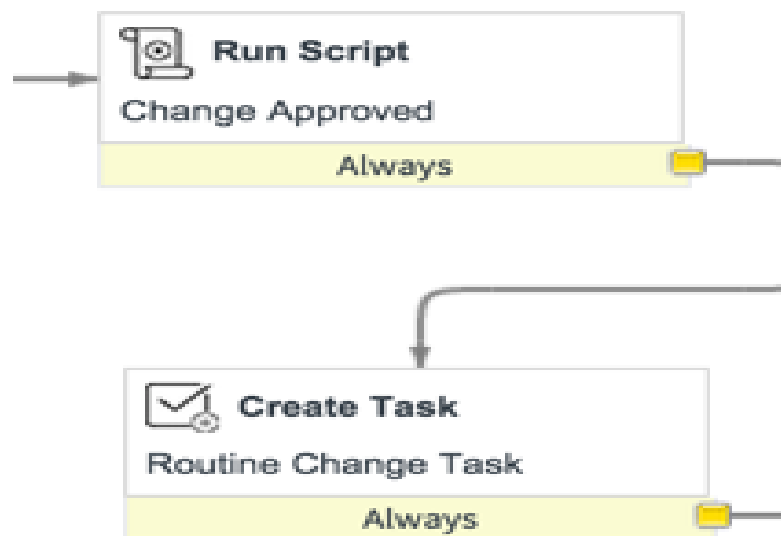 Run Script
Change Approved
Always
Create Task
Routine Change Task
Always